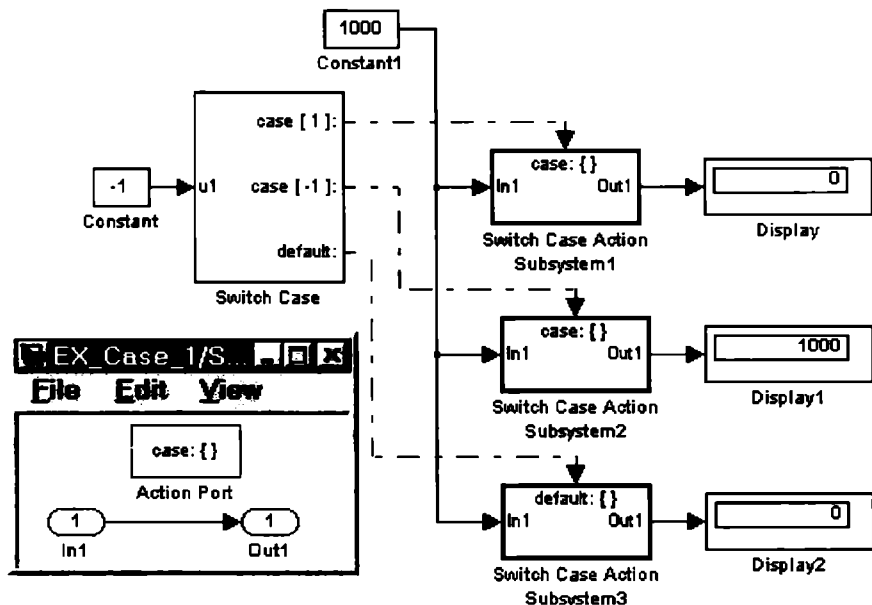 1000
Constant1
case [ 1 ]:
case [ -1 ]:
default:
u1
Switch Case
-1
Constant
case: { }
In1
Out1
Switch Case Action
Subsystem1
0
Display
case: { }
In1
Out1
Switch Case Action
Subsystem2
1000
Display1
default: { }
In1
Out1
Switch Case Action
Subsystem3
0
Display2
EX_Case_1/S...
File Edit View
case: { }
Action Port
1
In1
1
Out1